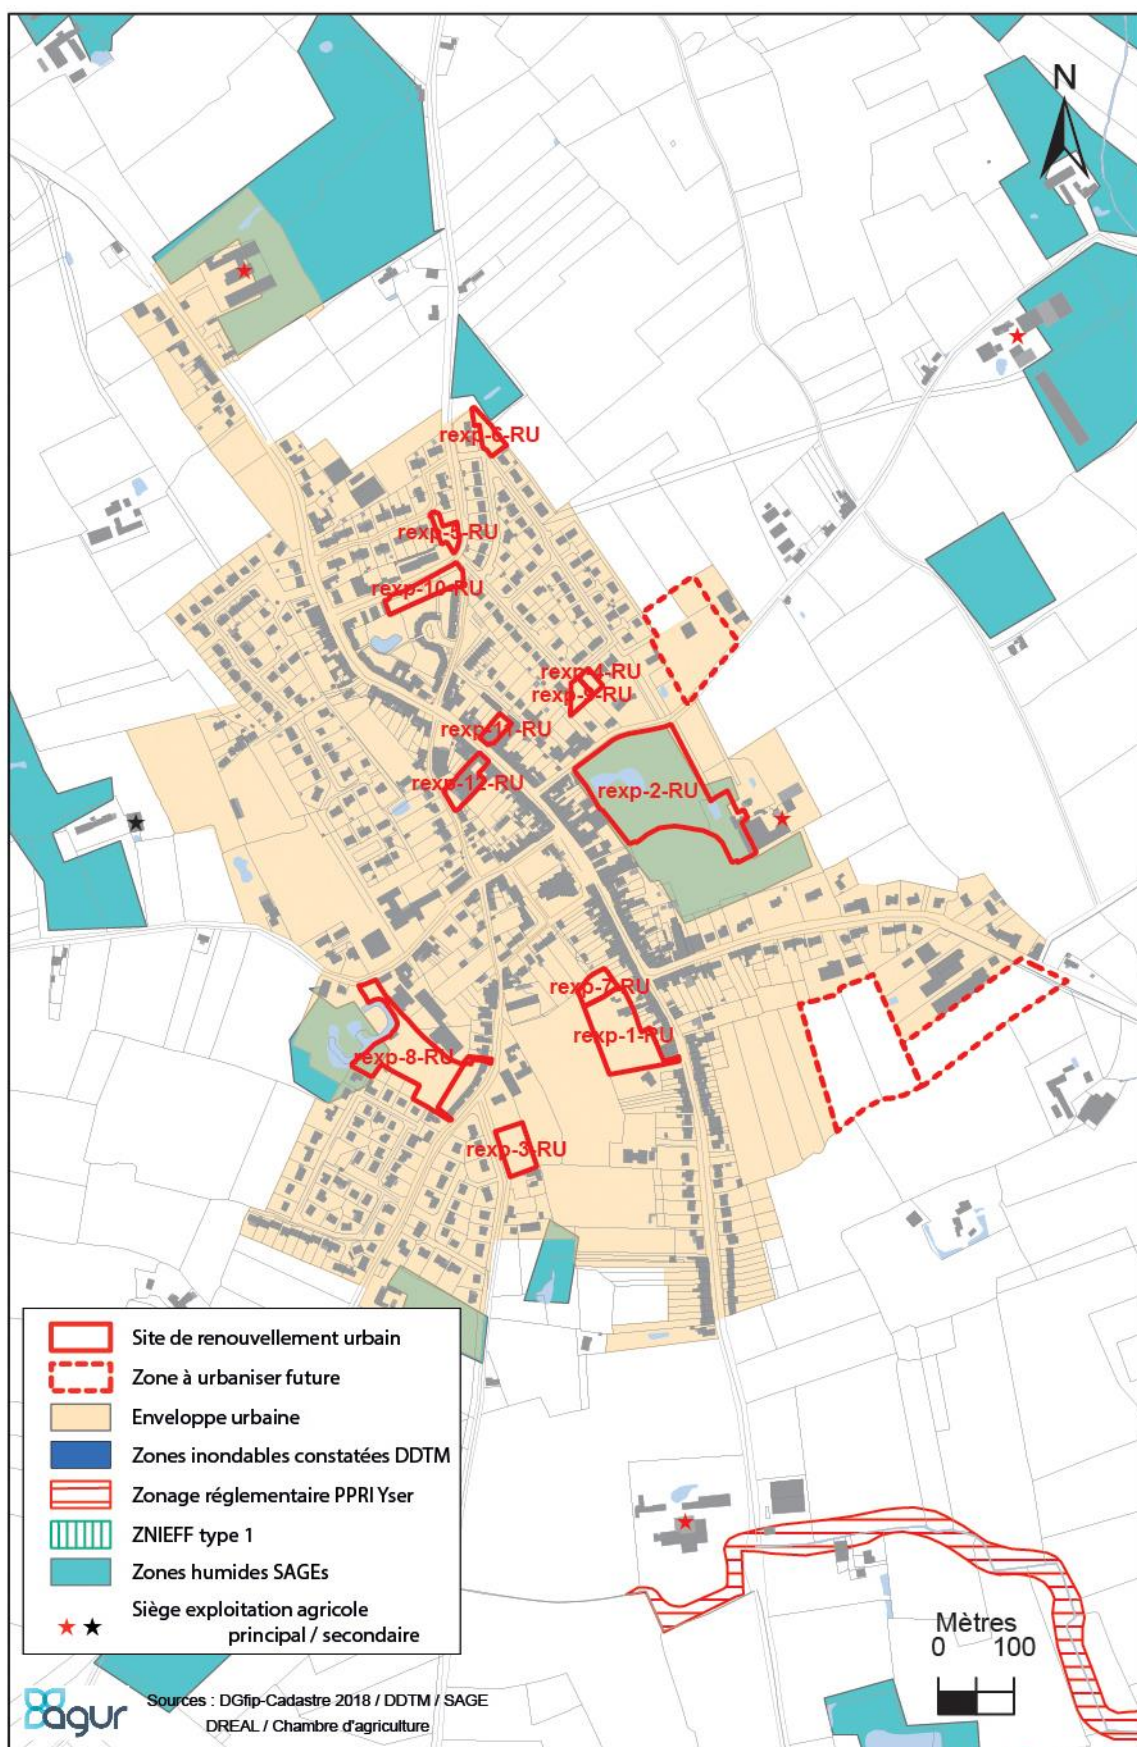 N
rexp-6-RU
rexp-5-RU
rexp-10-RU
rexp-4-RU
rexp-9-RU
rexp-11-RU
rexp-12-RU
rexp-2-RU
rexp-7-RU
rexp-1-RU
rexp-8-RU
rexp-3-RU
Site de renouvellement urbain
Zone à urbaniser future
Enveloppe urbaine
Zones inondables constatées DDTM
Zonage réglementaire PPRI Yser
ZNIEFF type 1
Zones humides SAGEs
Siège exploitation agricole
principal / secondaire
Mètres
0 100
agur
Sources : DGfip-Cadastre 2018 / DDTM / SAGE
DREAL / Chambre d'agriculture